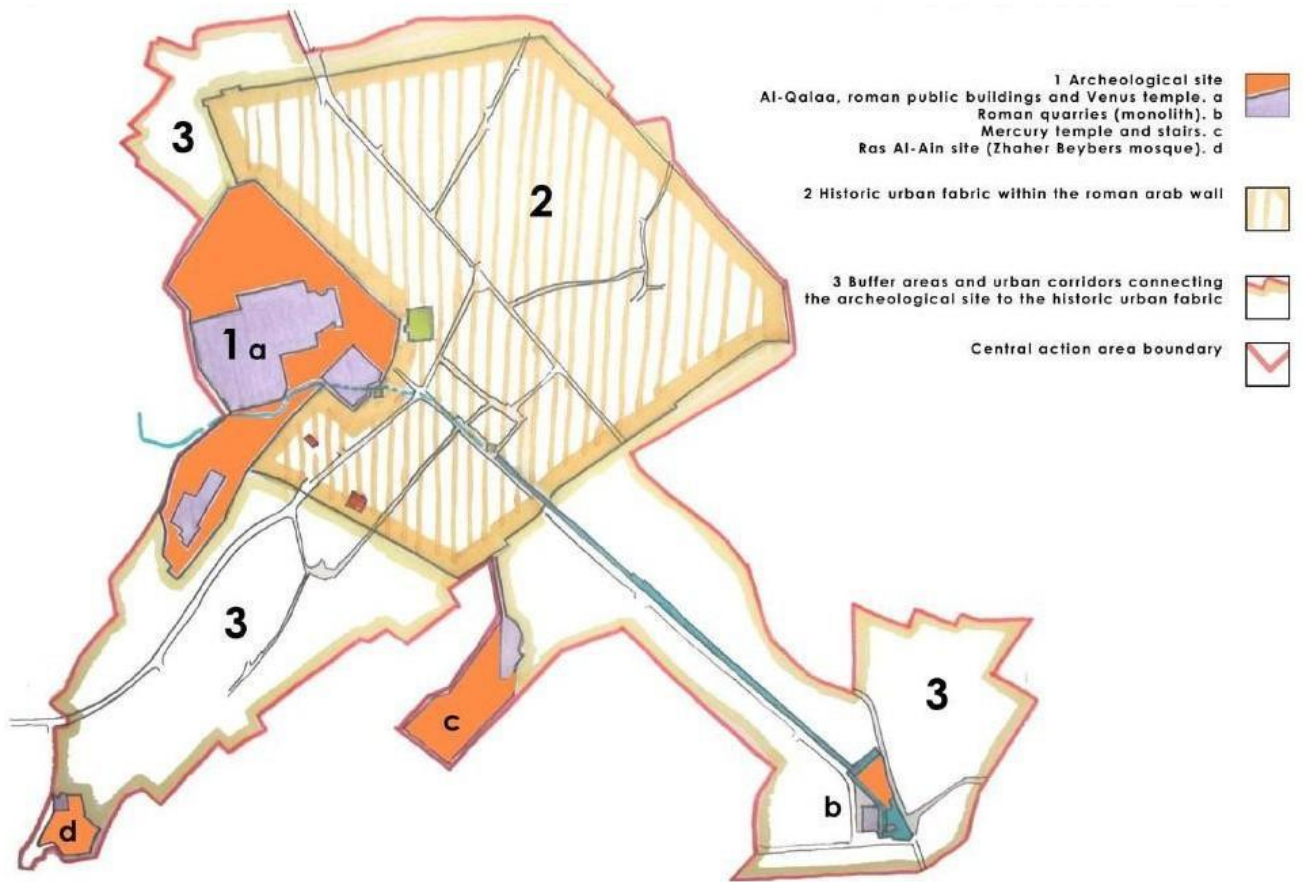 1 Archeological site
Al-Qalaa, roman public buildings and Venus temple. a
Roman quarries (monolith). b
Mercury temple and stairs. c
Ras Al-Ain site (Zhaher Beybers mosque). d
2 Historic urban fabric within the roman arab wall
3 Buffer areas and urban corridors connecting
the archeological site to the historic urban fabric
Central action area boundary
3
2
1 a
3
3
c
b
d